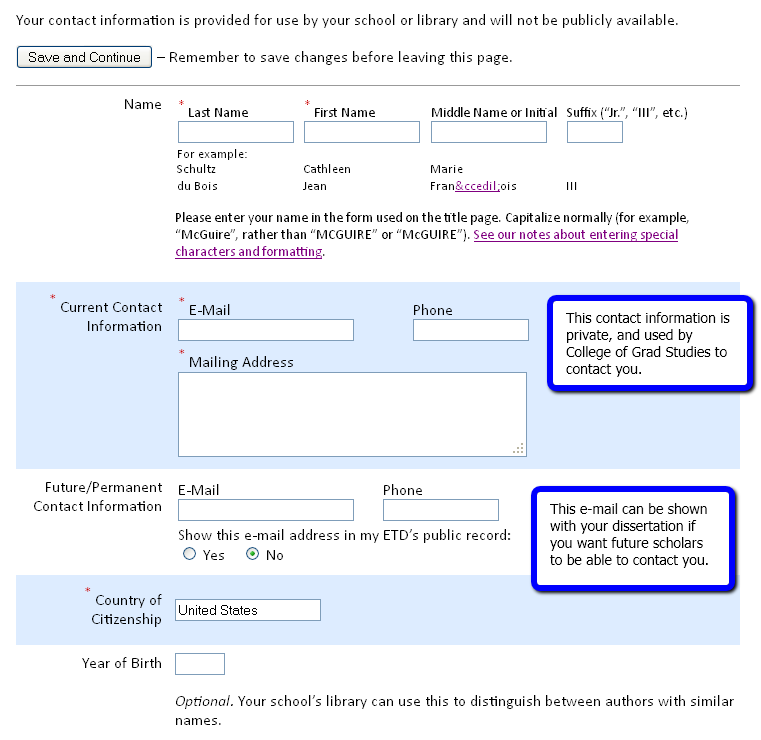 Your contact information is provided for use by your school or library and will not be publicly available.
Save and Continue – Remember to save changes before leaving this page.
Name
* Last Name * First Name Middle Name or Initial Suffix ("Jr.", "III", etc.)
For example:
Schultz Cathleen Marie
du Bois Jean Fran&ccedil;ois III
Please enter your name in the form used on the title page. Capitalize normally (for example,
"McGuire", rather than "MCGUIRE" or "McGUIRE"). See our notes about entering special
characters and formatting.
* Current Contact
Information
* E-Mail Phone
* Mailing Address
This contact information is
private, and used by
College of Grad Studies to
contact you.
Future/Permanent
Contact Information
E-Mail Phone
Show this e-mail address in my ETD's public record:
Yes No
This e-mail can be shown
with your dissertation if
you want future scholars
to be able to contact you.
* Country of
Citizenship
United States
Year of Birth
Optional. Your school's library can use this to distinguish between authors with similar
names.